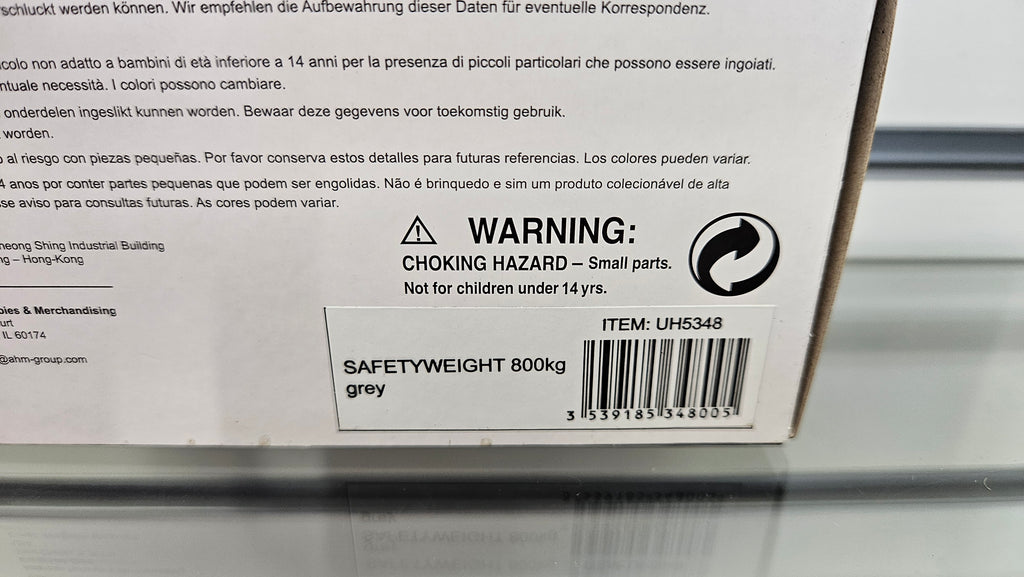 schluckt werden können. Wir empfehlen die Aufbewahrung dieser Daten für eventuelle Korrespondenz.
colo non adatto a bambini di età inferiore a 14 anni per la presenza di piccoli particolari che possono essere ingoiati.
ntuale necessità. I colori possono cambiare.
onderdelen ingeslikt kunnen worden. Bewaar deze gegevens voor toekomstig gebruik.
worden.
o al riesgo con piezas pequeñas. Por favor conserva estos detalles para futuras referencias. Los colores pueden variar.
4 anos por conter partes pequenas que podem ser engolidas. Não é brinquedo e sim um produto colecionável de alta
se aviso para consultas futuras. As cores podem variar.
heong Shing Industrial Building
ng – Hong-Kong
bies & Merchandising
urt
IL 60174
@ahm-group.com
WARNING:
CHOKING HAZARD – Small parts.
Not for children under 14 yrs.
ITEM: UH5348
SAFETYWEIGHT 800kg
grey
3 539185 348005